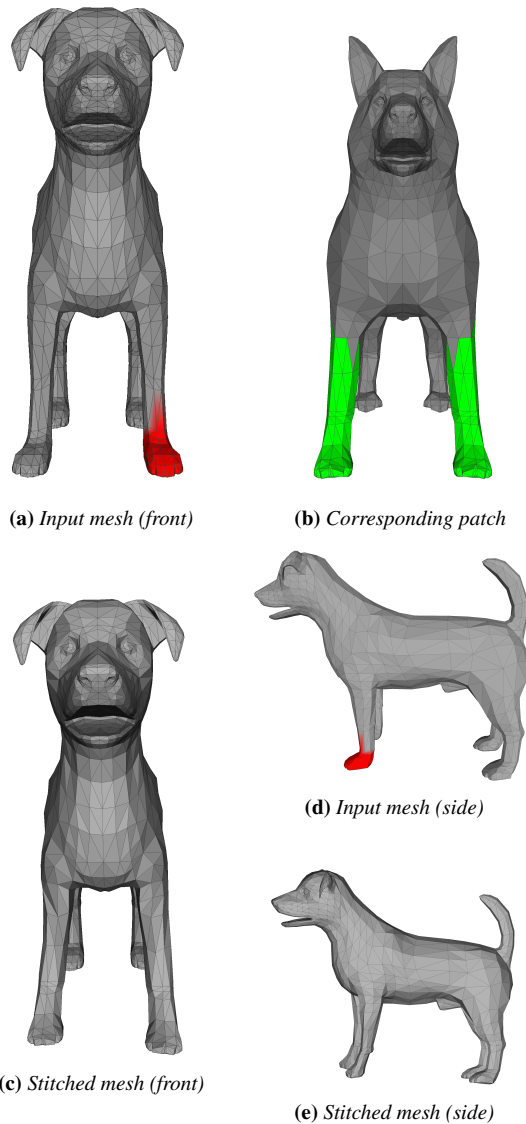 (a) Input mesh (front)
(b) Corresponding patch
(c) Stitched mesh (front)
(d) Input mesh (side)
(e) Stitched mesh (side)